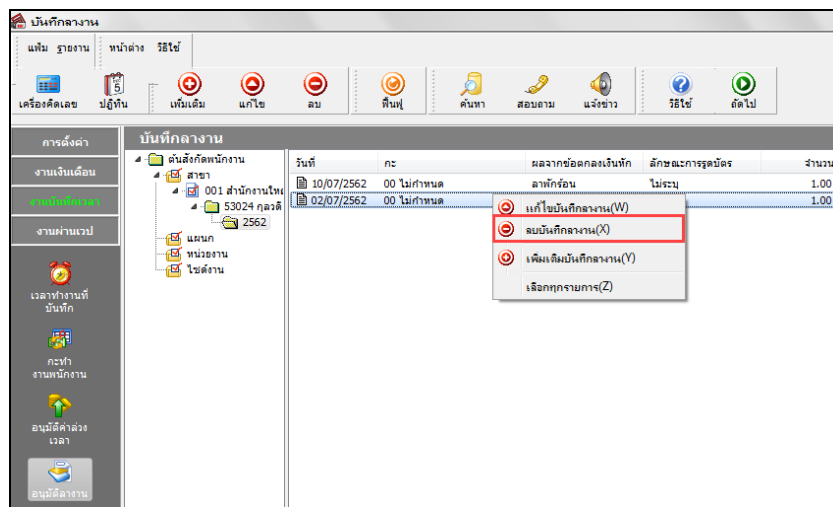 บันทึกลางาน
แฟ้ม รายงาน หน้าต่าง วิธีใช้
เครื่องคิดเลข ปฏิทิน เพิ่มเติม แก้ไข ลบ ฟื้นฟู ค้นหา สอบถาม แจ้งข่าว วิธีใช้ ถัดไป
การตั้งค่า
งานเงินเดือน
งานบันทึกเวลา
งานผ่านเวป
เวลาทำงานที่
บันทึก
กะทำ
งานพนักงาน
อนุมัติค่าล่วง
เวลา
อนุมัติลางาน
บันทึกลางาน
ต้นสังกัดพนักงาน
สาขา
001 สำนักงานใหญ่
53024 กุลวดี
2562
แผนก
หน่วยงาน
ไซต์งาน
วันที่ กะ ผลจากข้อตกลงเงินหัก ลักษณะการรูดบัตร จำนวน
10/07/2562 00 ไม่กำหนด ลาพักร้อน ไม่ระบุ 1.00
02/07/2562 00 ไม่กำหนด 1.00
แก้ไขบันทึกลางาน(W)
ลบบันทึกลางาน(X)
เพิ่มเติมบันทึกลางาน(Y)
เลือกทุกรายการ(Z)